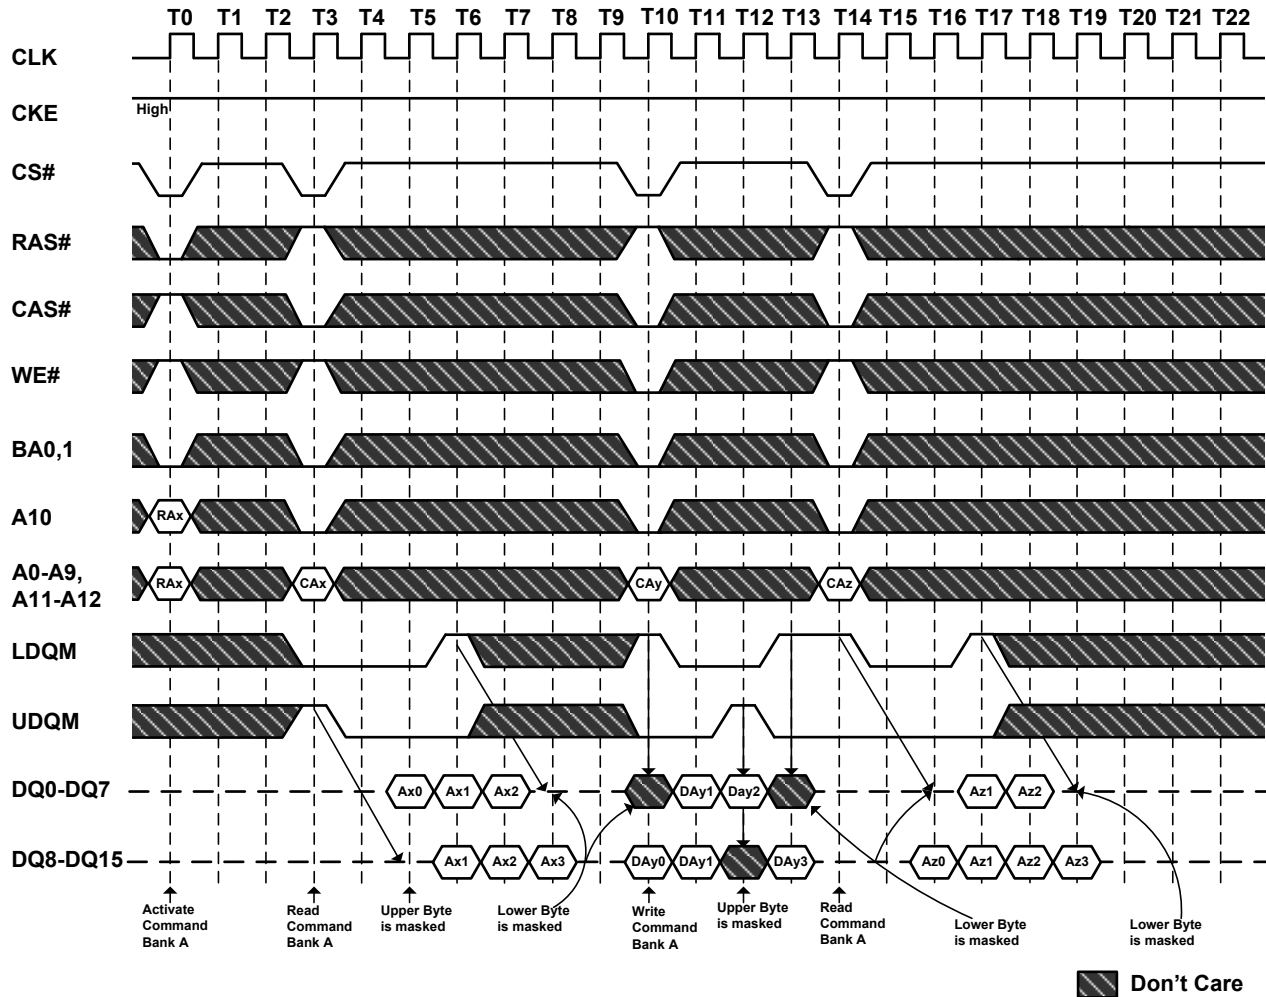 T0 T1 T2 T3 T4 T5 T6 T7 T8 T9 T10 T11 T12 T13 T14 T15 T16 T17 T18 T19 T20 T21 T22
CLK
CKE High
CS#
RAS#
CAS#
WE#
BA0,1
A10 RAx
A0-A9,
A11-A12 RAx CAx CAy CAz
LDQM
UDQM
DQ0-DQ7 Ax0 Ax1 Ax2 DAy1 Day2 Az1 Az2
DQ8-DQ15 Ax1 Ax2 Ax3 DAy0 DAy1 DAy3 Az0 Az1 Az2 Az3
Activate
Command
Bank A
Read
Command
Bank A
Upper Byte
is masked
Lower Byte
is masked
Write
Command
Bank A
Upper Byte
is masked
Read
Command
Bank A
Lower Byte
is masked
Lower Byte
is masked
Don't Care